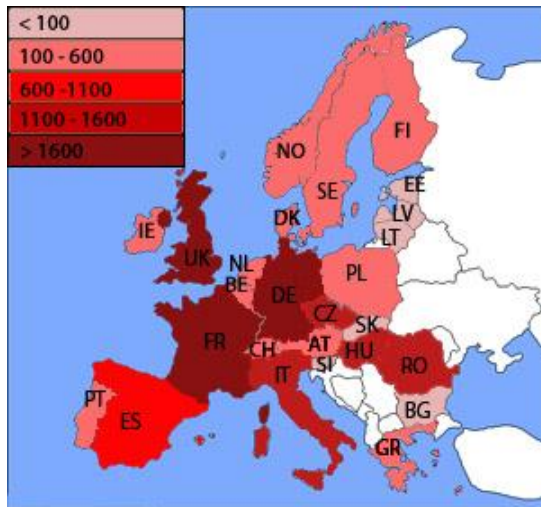 < 100
100 - 600
600 -1100
1100 - 1600
> 1600
FI
NO
SE
EE
LV
LT
DK
IE
UK
NL
BE
DE
PL
CZ
SK
FR
CH
AT
HU
RO
SI
IT
PT
ES
BG
GR